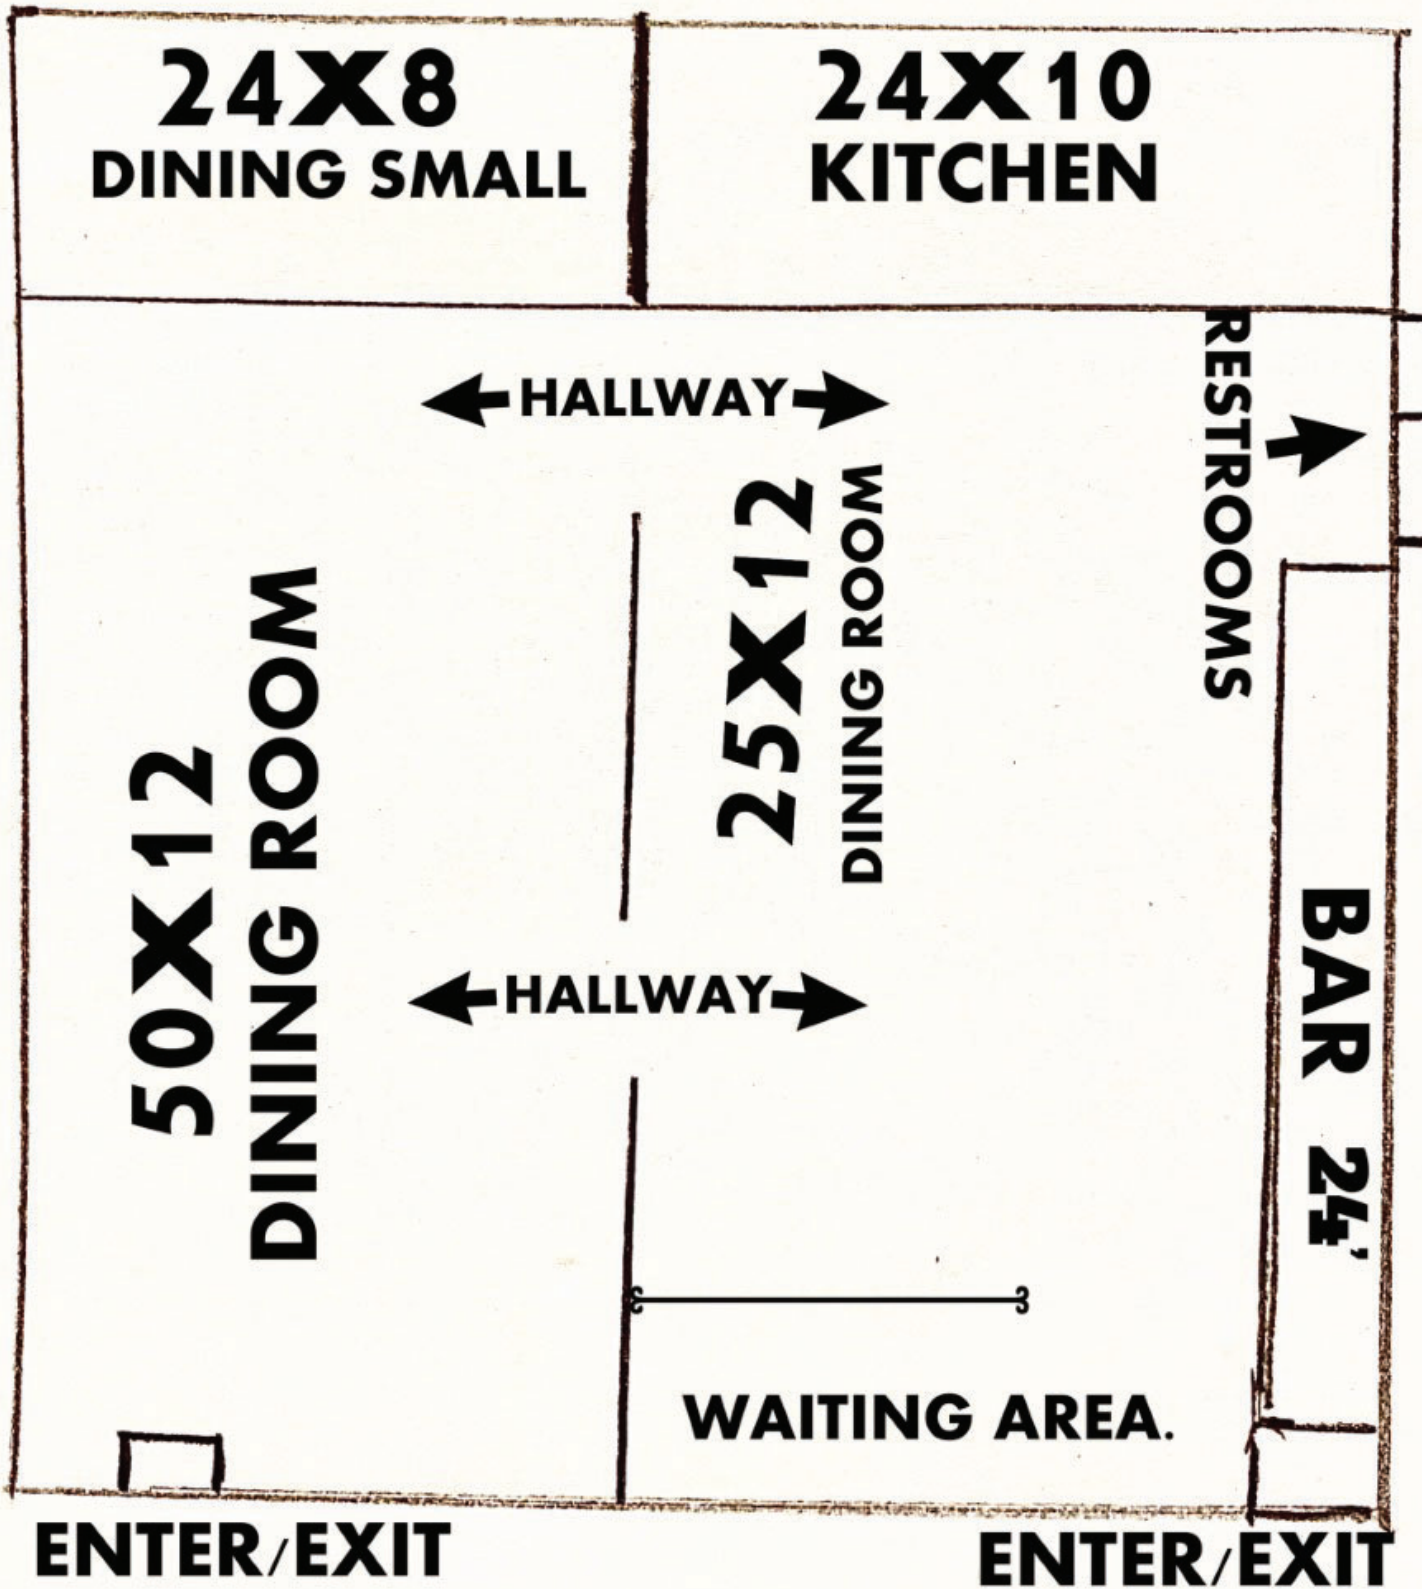 24X8
DINING SMALL
24X10
KITCHEN
HALLWAY
RESTROOMS
25X12
DINING ROOM
50X12
DINING ROOM
HALLWAY
BAR 24'
WAITING AREA.
ENTER/EXIT
ENTER/EXIT